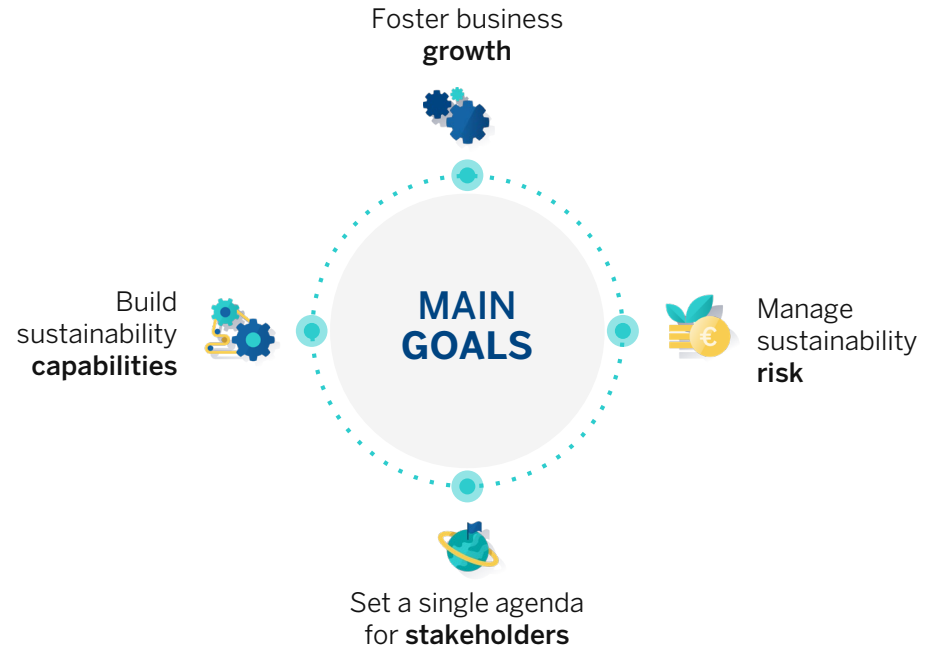 Foster business
growth
Build
sustainability
capabilities
MAIN
GOALS
€
Manage
sustainability
risk
Set a single agenda
for stakeholders